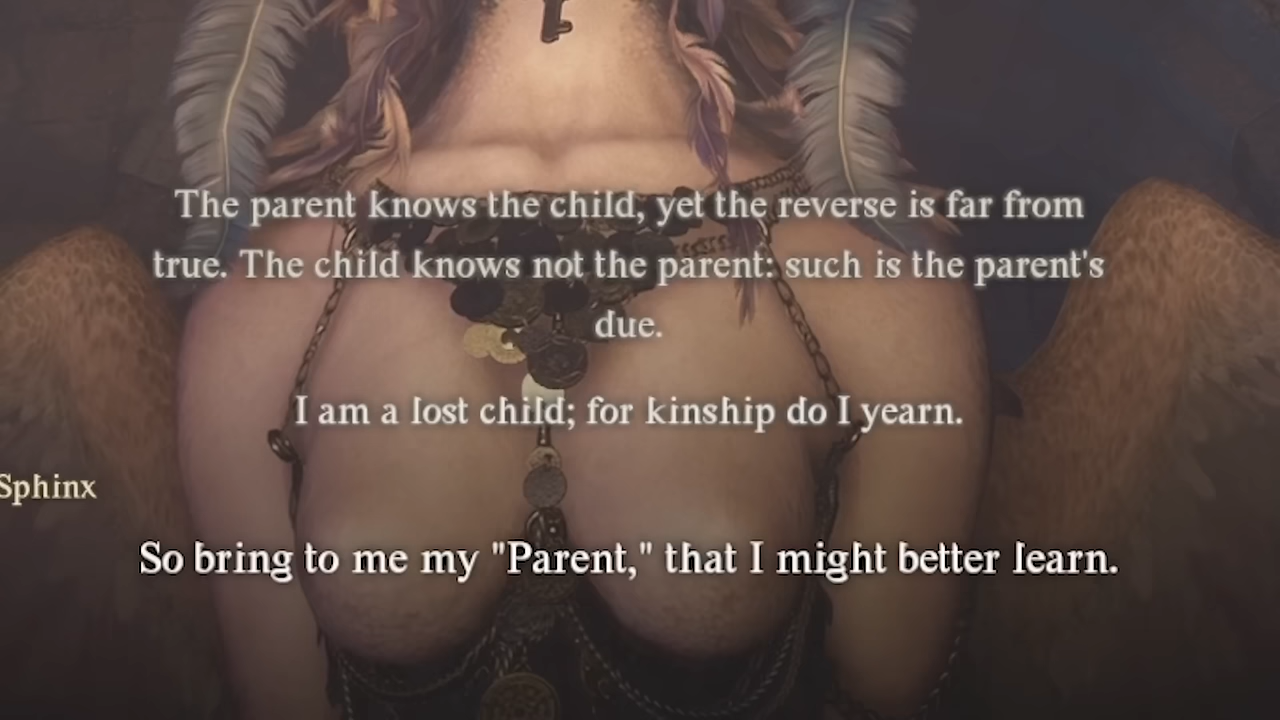 The parent knows the child, yet the reverse is far from
true. The child knows not the parent: such is the parent's
due.
I am a lost child; for kinship do I yearn.
Sphinx
So bring to me my "Parent," that I might better learn.